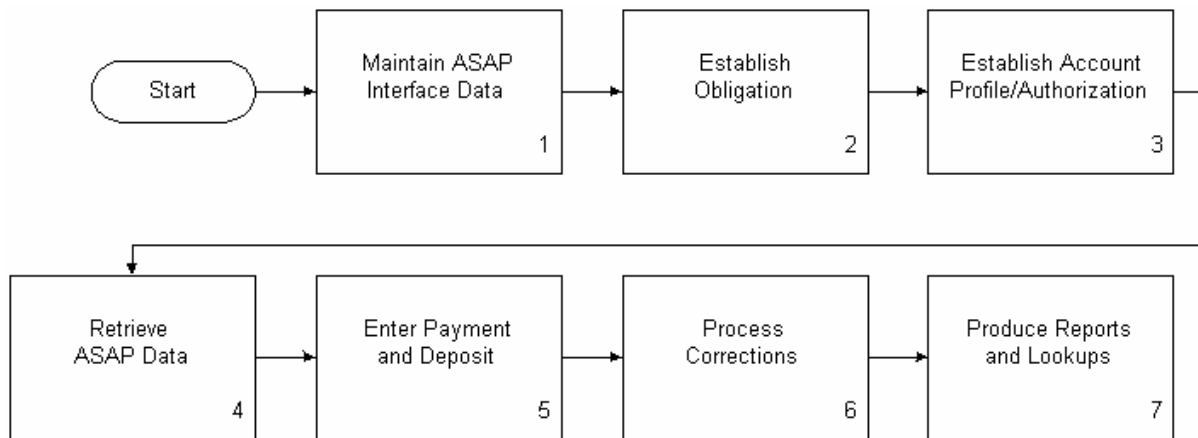 Start
Maintain ASAP
Interface Data
1
Establish
Obligation
2
Establish Account
Profile/Authorization
3
Retrieve
ASAP Data
4
Enter Payment
and Deposit
5
Process
Corrections
6
Produce Reports
and Lookups
7